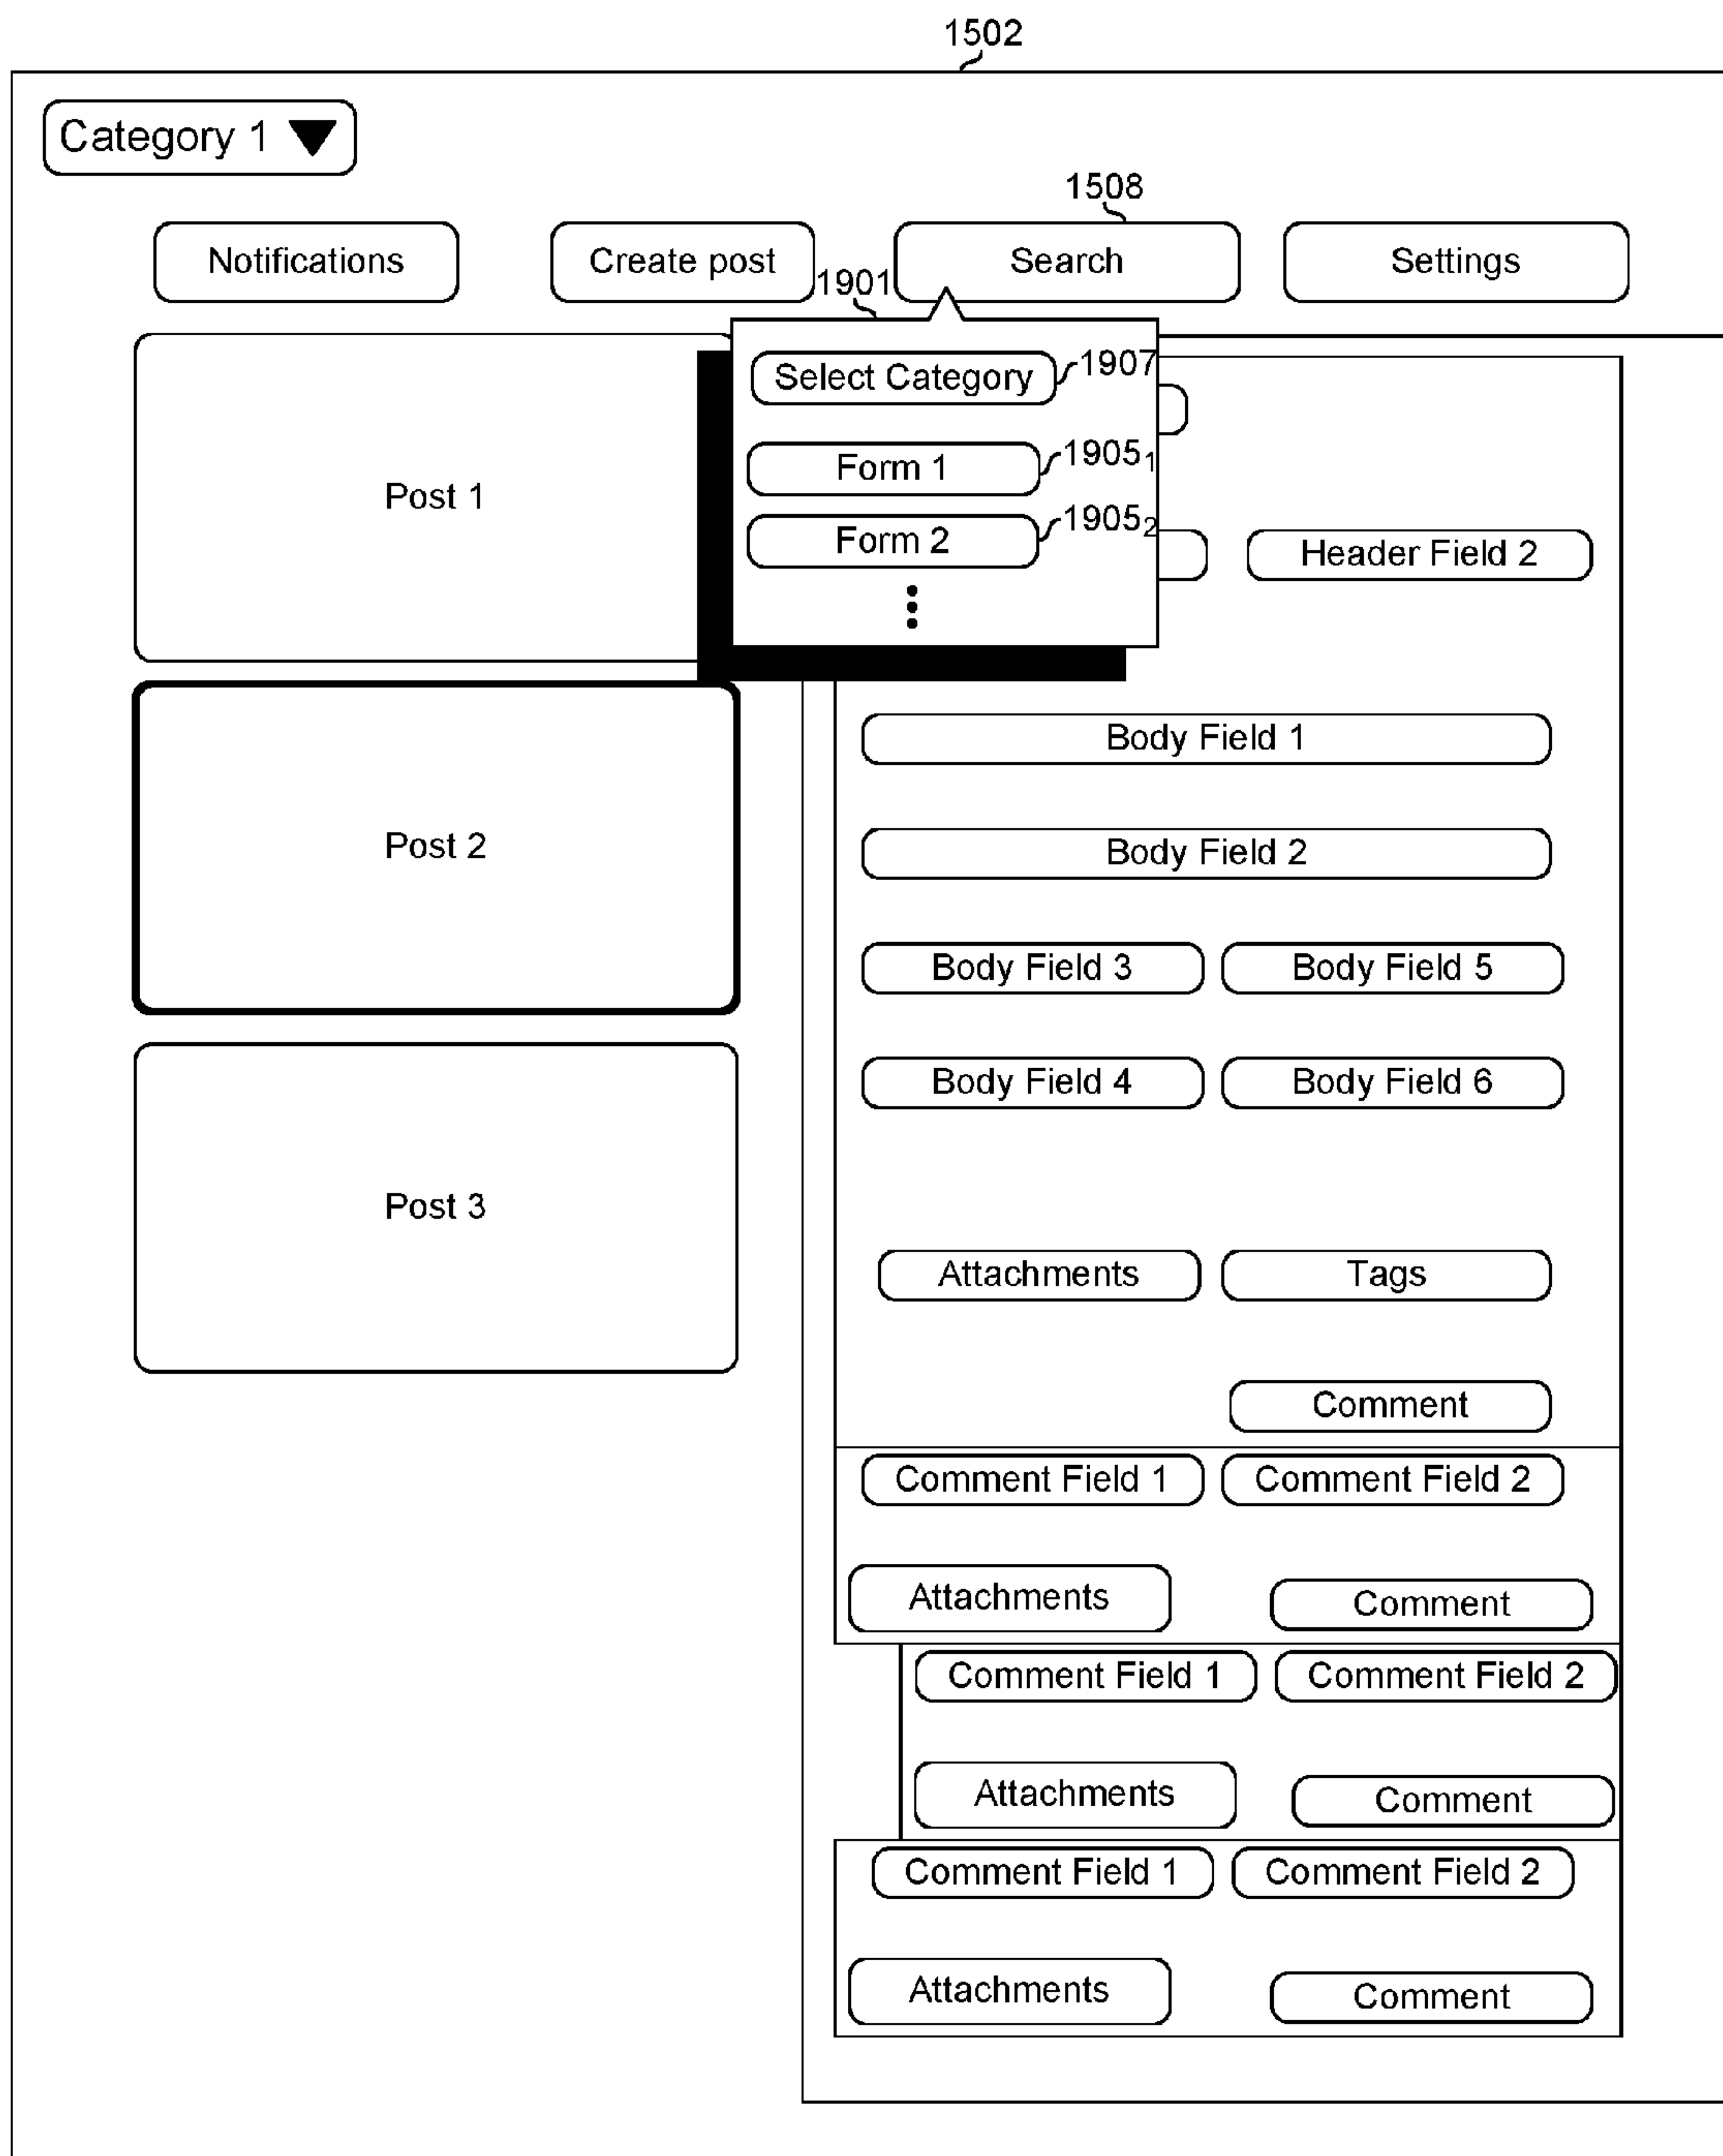 1502
Category 1
1508
Notifications Create post Search Settings
1901
Select Category 1907
Form 1 1905₁
Form 2 1905₂
Post 1
Header Field 2
Body Field 1
Post 2
Body Field 2
Body Field 3 Body Field 5
Body Field 4 Body Field 6
Post 3
Attachments Tags
Comment
Comment Field 1 Comment Field 2
Attachments Comment
Comment Field 1 Comment Field 2
Attachments Comment
Comment Field 1 Comment Field 2
Attachments Comment